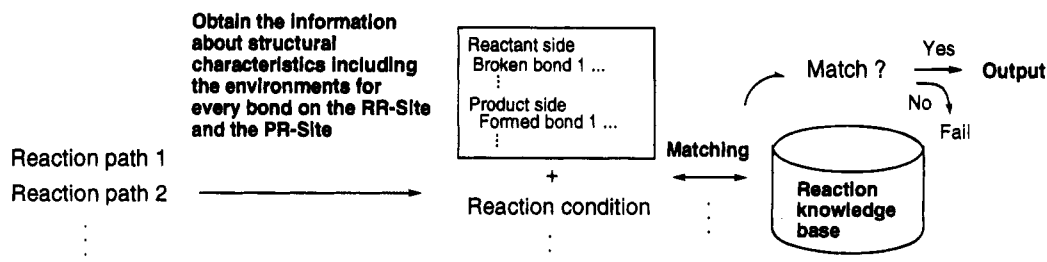 Obtain the information
about structural
characteristics including
the environments for
every bond on the RR-Site
and the PR-Site
Reaction path 1
Reaction path 2
Reactant side
Broken bond 1 ...
Product side
Formed bond 1 ...
+
Reaction condition
Matching
Match ?
Yes
No
Output
Fail
Reaction
knowledge
base